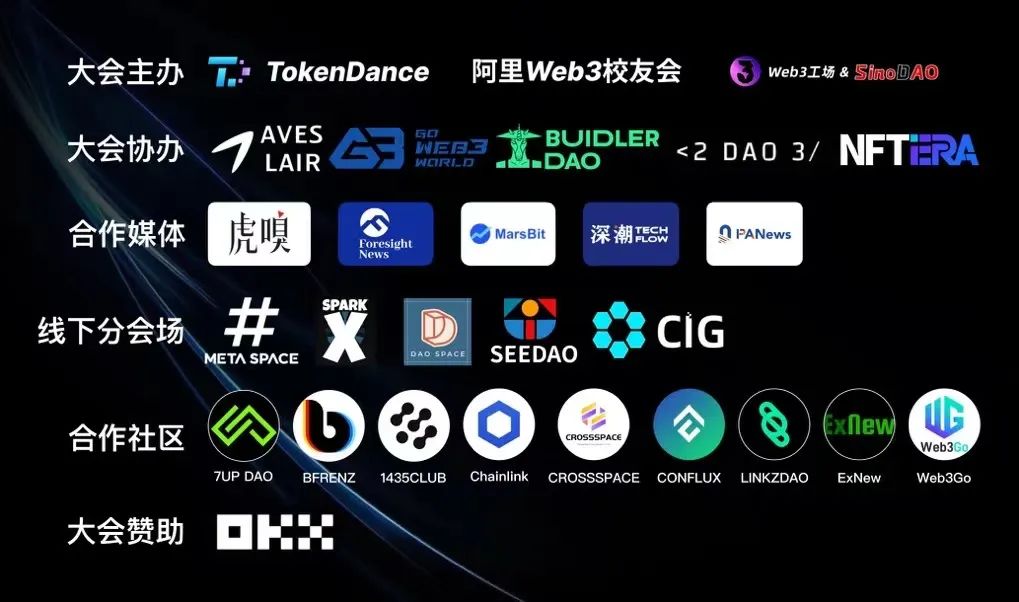 大会主办 TokenDance 阿里Web3校友会 Web3工场 & SinoDAO
大会协办 AVES LAIR GO WEB3 WORLD BUIDLER DAO <2 DAO 3/ NFTERA
合作媒体 虎嗅 Foresight News MarsBit 深潮 TECH FLOW PANews
线下分会场 META SPACE SPARK X DAO SPACE SEEDAO CIG
合作社区 CROSSSPACE ExNew Web3Go
7UP DAO BFRENZ 1435CLUB Chainlink CROSSSPACE CONFLUX LINKZDAO ExNew Web3Go
大会赞助 OKX